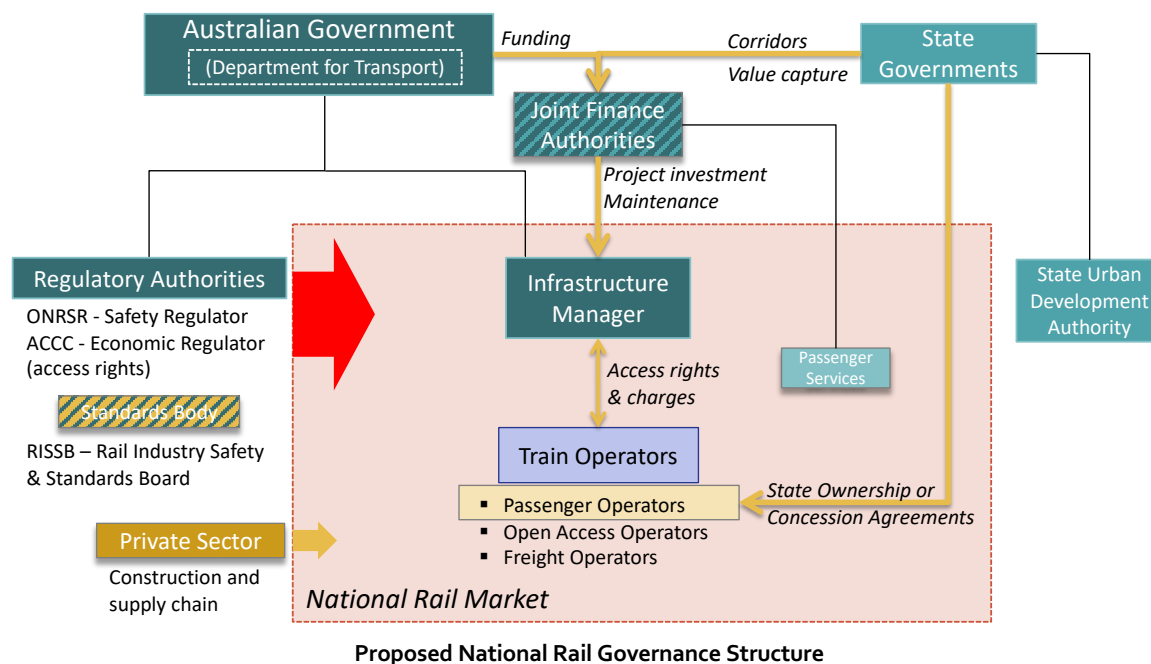 Australian Government
(Department for Transport)
Funding
Corridors
Value capture
State
Governments
Joint Finance
Authorities
Project investment
Maintenance
Regulatory Authorities
ONRSR - Safety Regulator
ACCC - Economic Regulator
(access rights)
Standards Body
RISSB – Rail Industry Safety
& Standards Board
Private Sector
Construction and
supply chain
Infrastructure
Manager
Access rights
& charges
Passenger
Services
State Urban
Development
Authority
Train Operators
▪ Passenger Operators
▪ Open Access Operators
▪ Freight Operators
State Ownership or
Concession Agreements
National Rail Market
Proposed National Rail Governance Structure